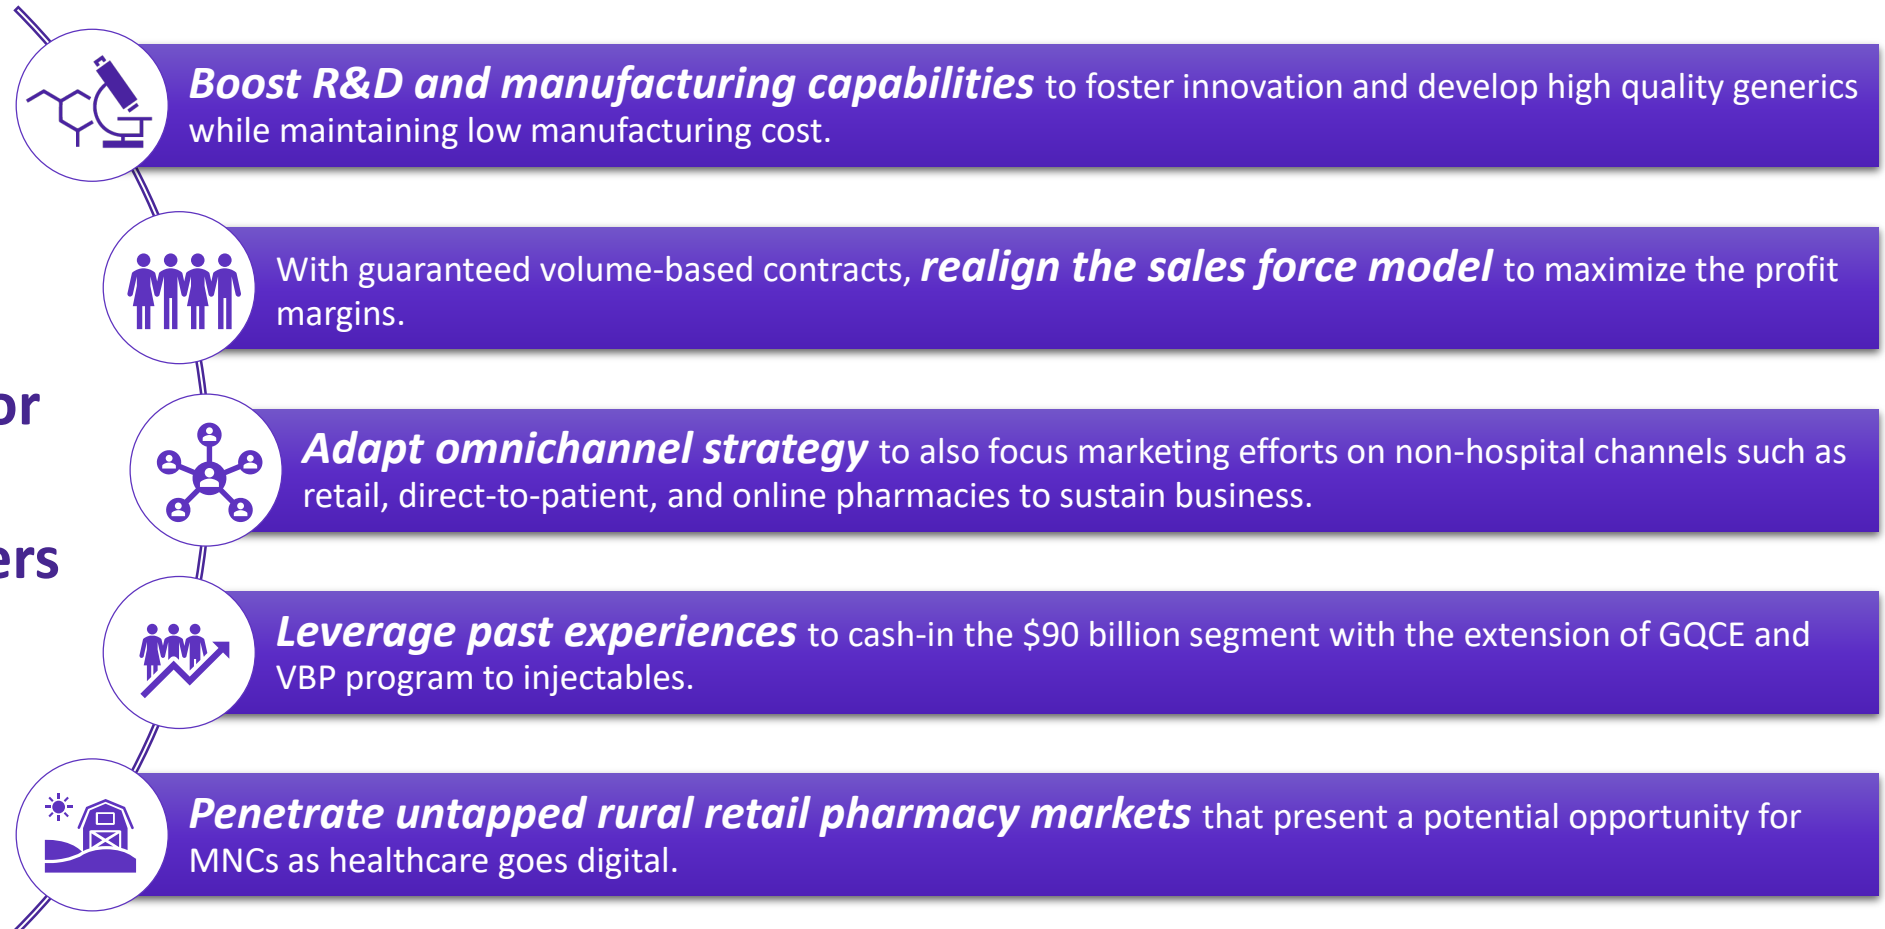 Boost R&D and manufacturing capabilities to foster innovation and develop high quality generics
while maintaining low manufacturing cost.
With guaranteed volume-based contracts, realign the sales force model to maximize the profit
margins.
or
Adapt omnichannel strategy to also focus marketing efforts on non-hospital channels such as
retail, direct-to-patient, and online pharmacies to sustain business.
ers
Leverage past experiences to cash-in the $90 billion segment with the extension of GQCE and
VBP program to injectables.
Penetrate untapped rural retail pharmacy markets that present a potential opportunity for
MNCs as healthcare goes digital.